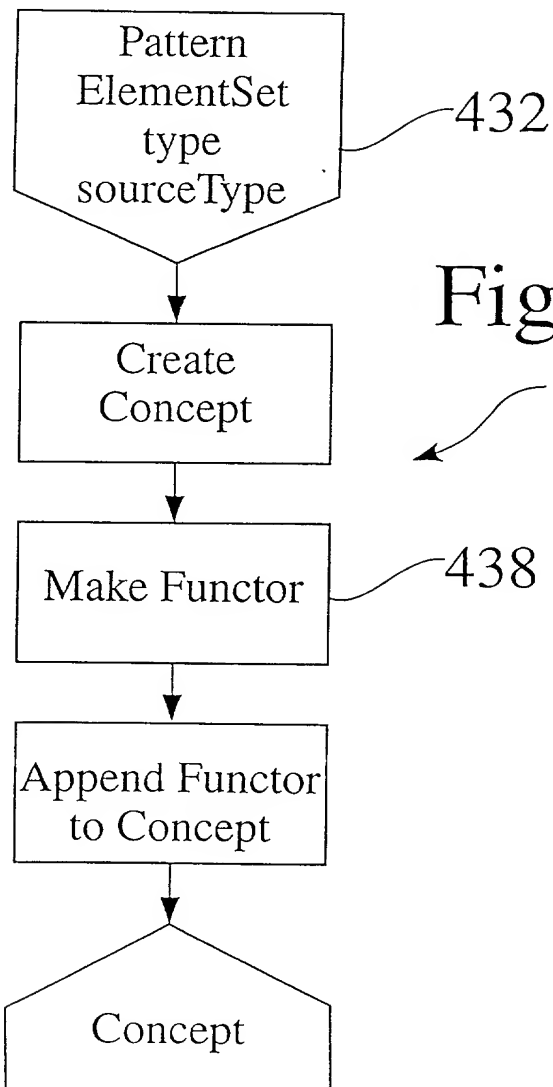 Pattern
ElementSet
type
sourceType
432
Fig
Create
Concept
Make Functor
438
Append Functor
to Concept
Concept